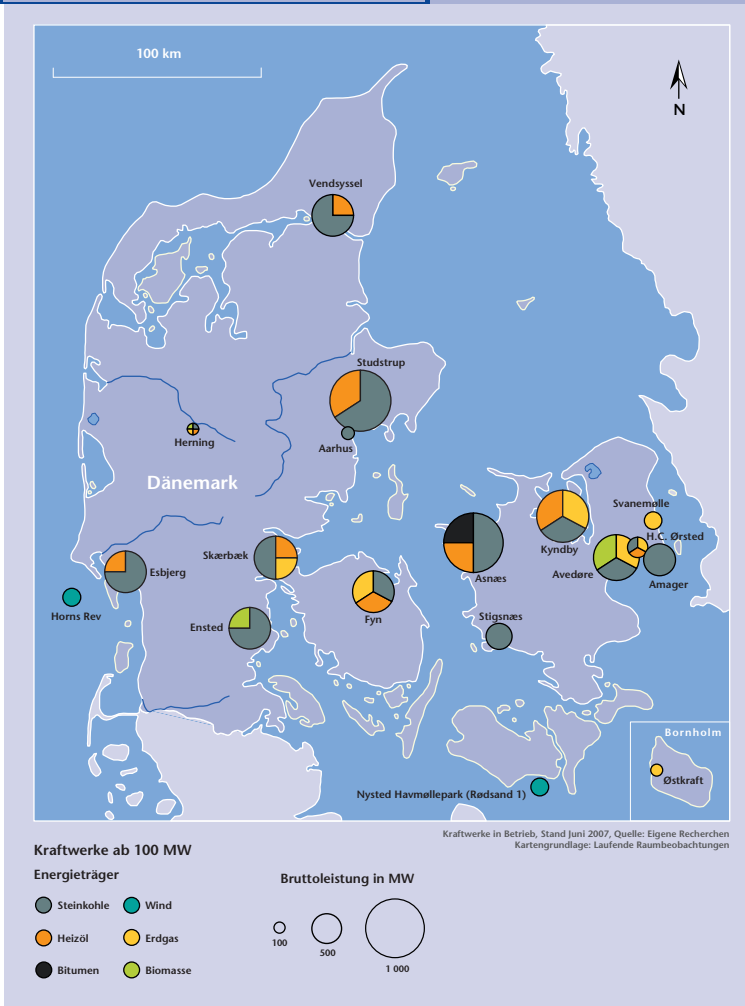 100 km
N
Vendsyssel
Studstrup
Aarhus
Herning
Dänemark
Svanemølle
H.C. Ørsted
Kyndby
Skærbæk
Avedøre
Amager
Esbjerg
Asnæs
Horns Rev
Fyn
Stigsnæs
Ensted
Bornholm
Østkraft
Nysted Havmøllepark (Rødsand 1)
Kraftwerke in Betrieb, Stand Juni 2007, Quelle: Eigene Recherchen
Kartengrundlage: Laufende Raumbeobachtungen
Kraftwerke ab 100 MW
Energieträger
Steinkohle
Wind
Heizöl
Erdgas
Bitumen
Biomasse
Bruttoleistung in MW
100
500
1 000